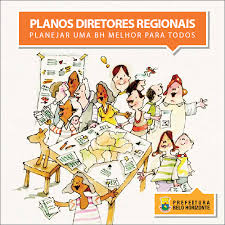 PLANOS DIRETORES REGIONAIS
PLANEJAR UMA BH MELHOR PARA TODOS
PREFEITURA
BELO HORIZONTE